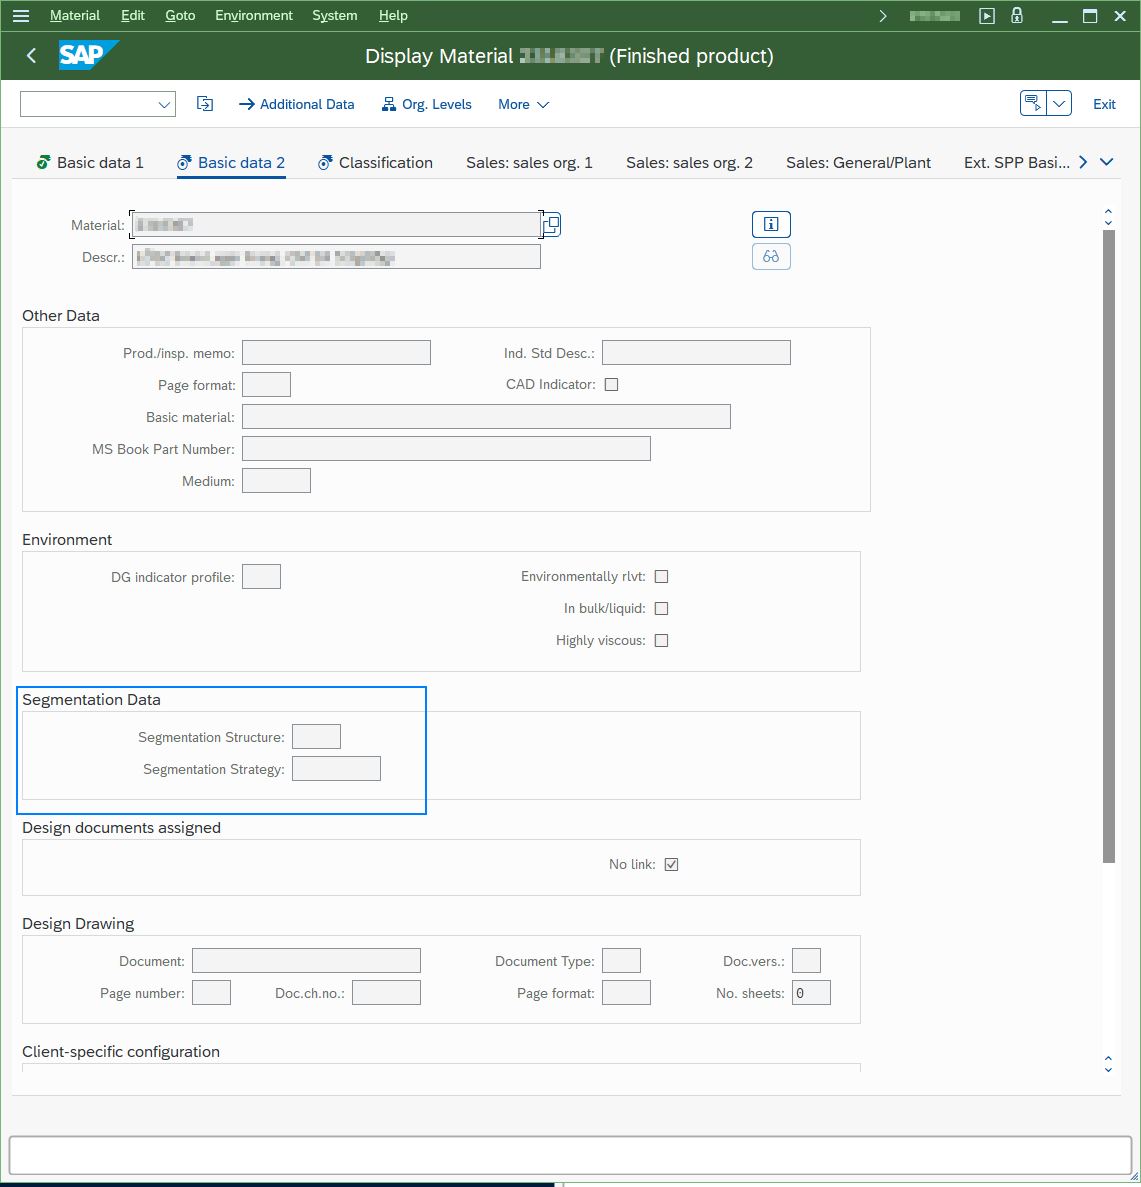 Material Edit Goto Environment System Help
SAP Display Material (Finished product)
Additional Data Org. Levels More Exit
Basic data 1 Basic data 2 Classification Sales: sales org. 1 Sales: sales org. 2 Sales: General/Plant Ext. SPP Basi...
Material:
Descr.:
Other Data
Prod./insp. memo: Ind. Std Desc.:
Page format: CAD Indicator:
Basic material:
MS Book Part Number:
Medium:
Environment
DG indicator profile: Environmentally rlvt:
In bulk/liquid:
Highly viscous:
Segmentation Data
Segmentation Structure:
Segmentation Strategy:
Design documents assigned
No link:
Design Drawing
Document: Document Type: Doc.vers.:
Page number: Doc.ch.no.: Page format: No. sheets: 0
Client-specific configuration